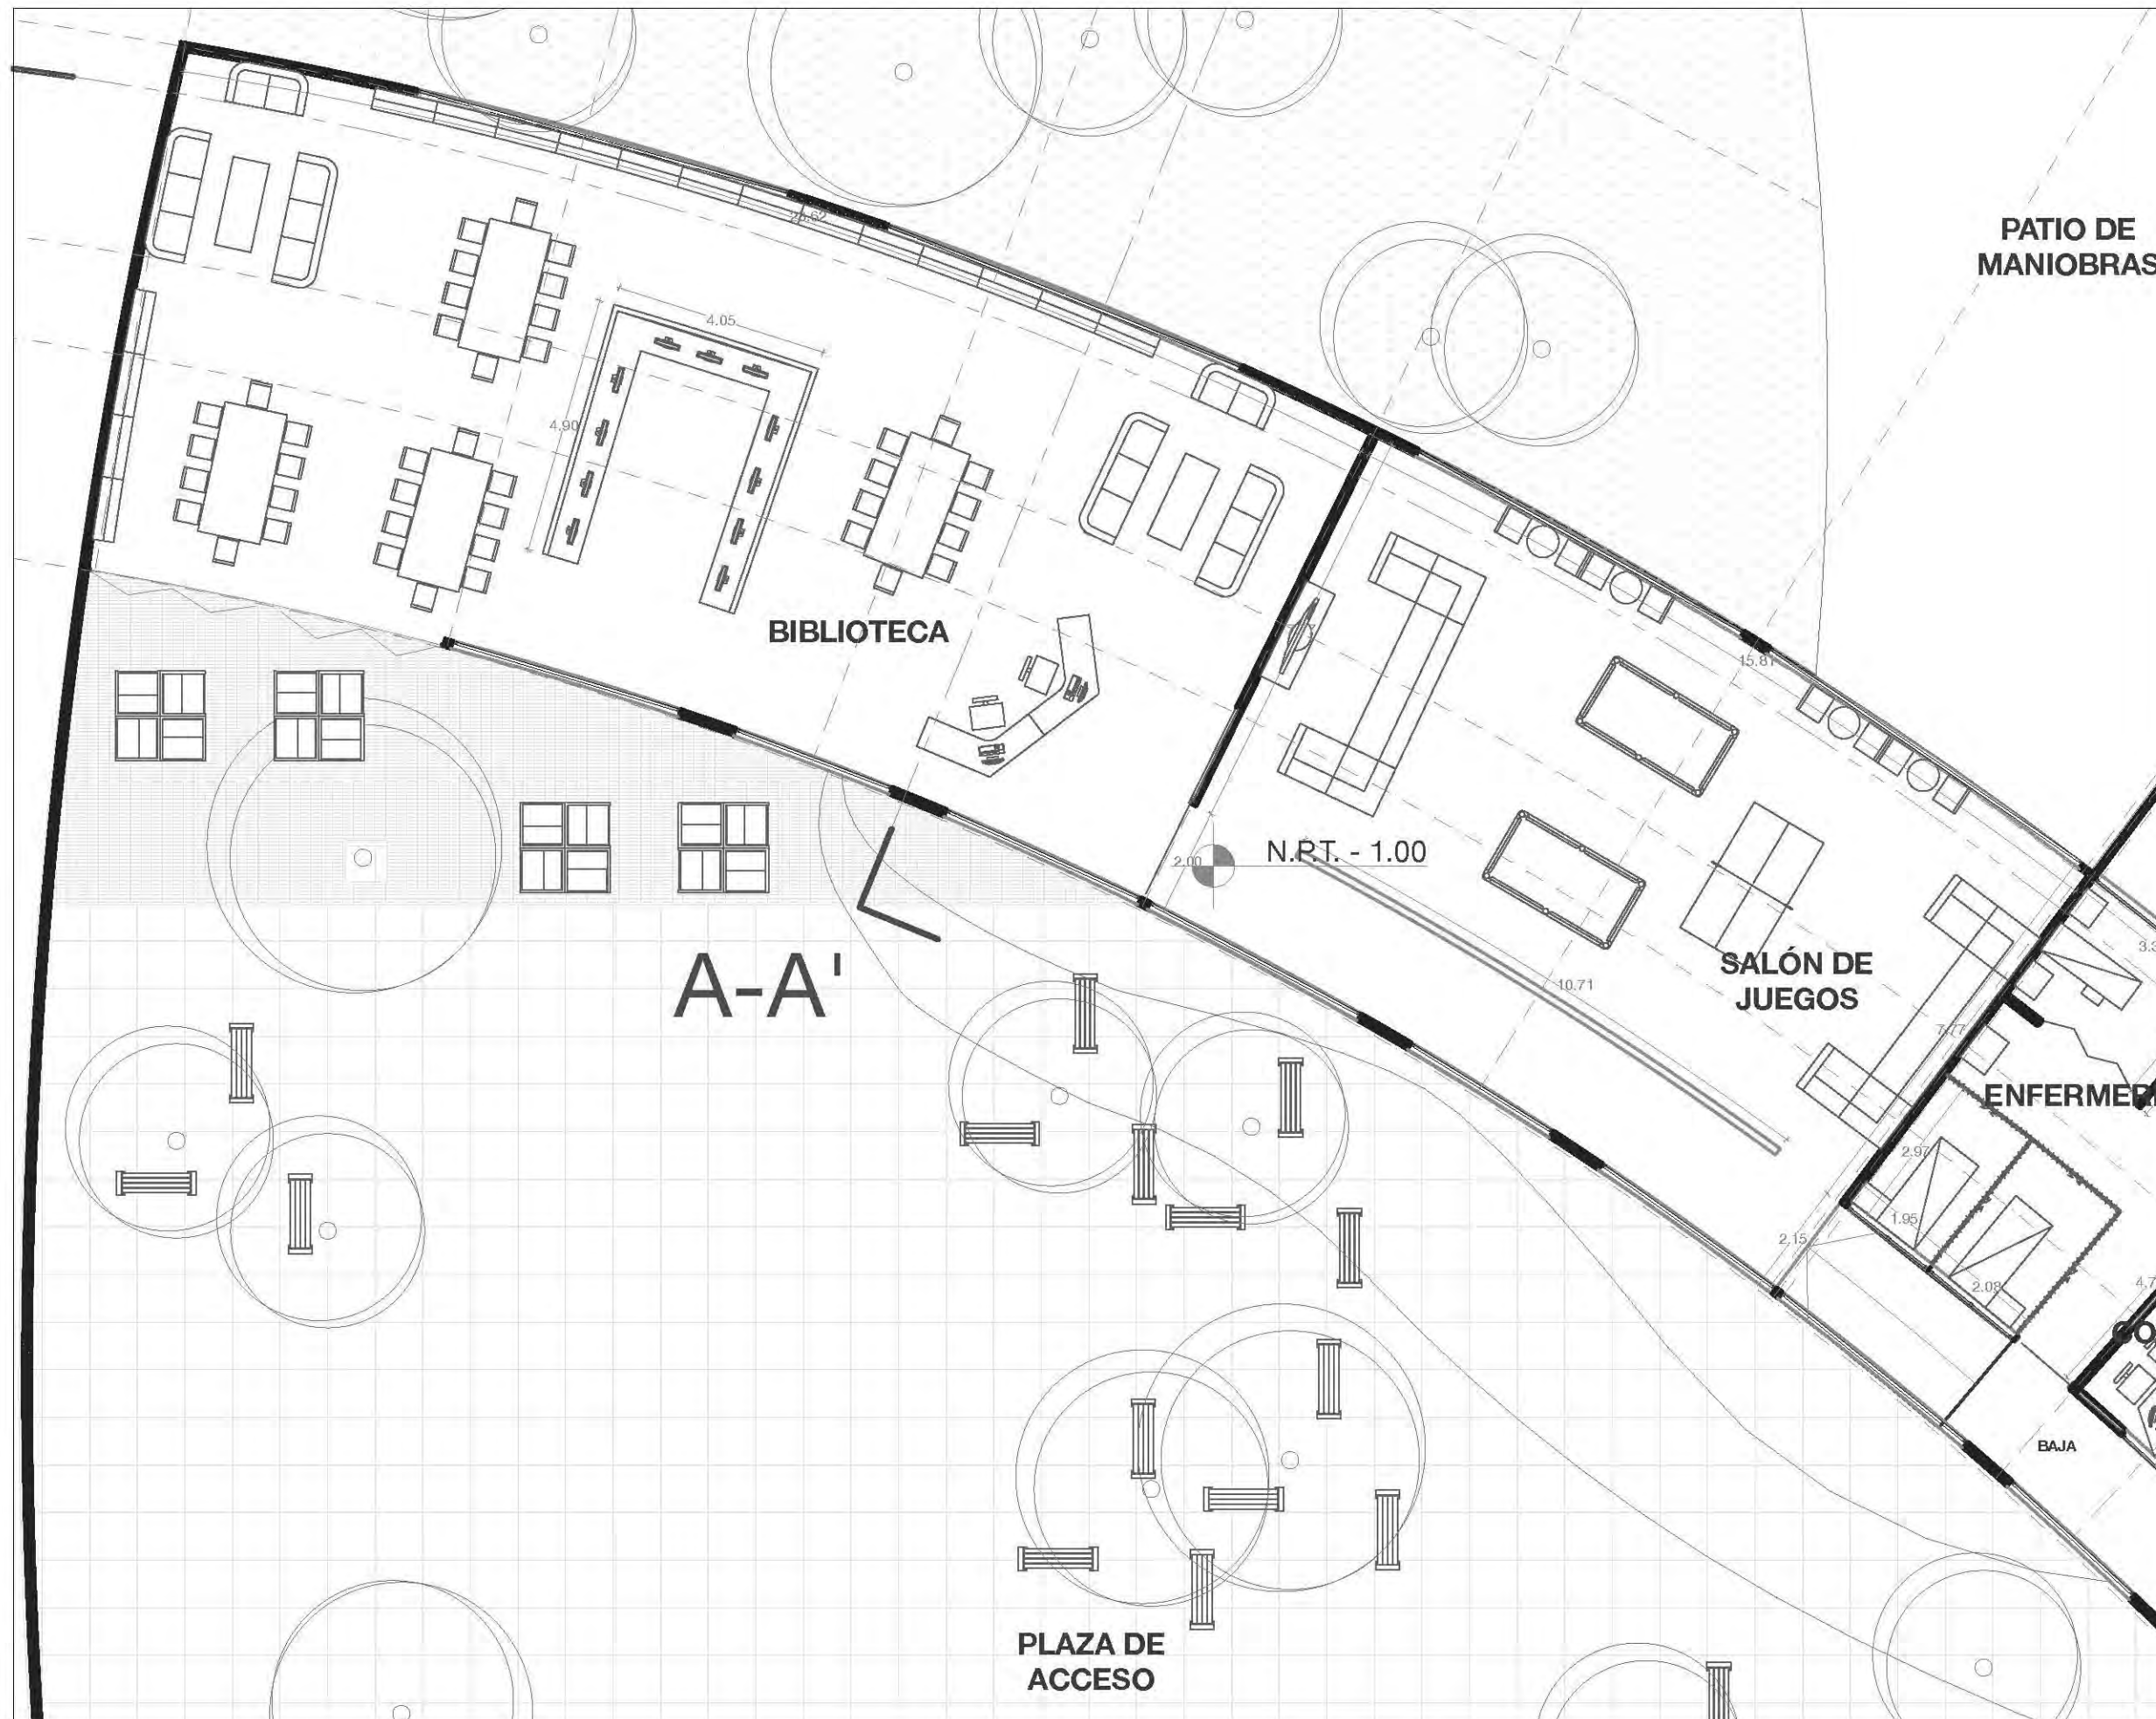 PATIO DE
MANIOBRAS
4.05
4.90
BIBLIOTECA
15.81
2.00
N.P.T. - 1.00
A-A'
10.71
SALÓN DE
JUEGOS
7.77
2.97
1.95
2.15
2.08
BAJA
PLAZA DE
ACCESO